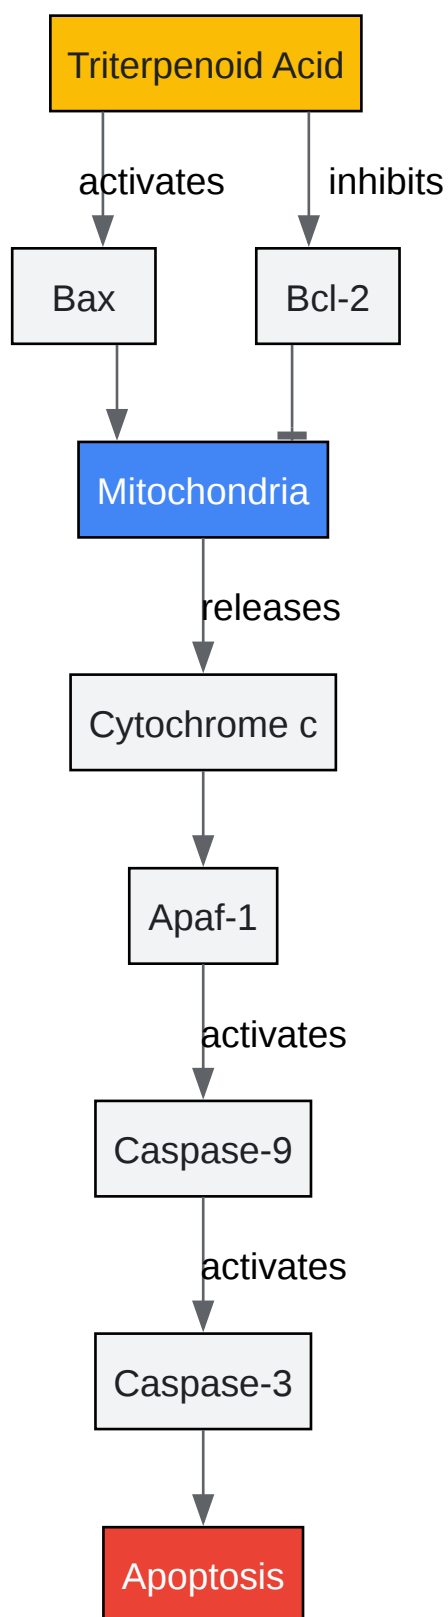 Triterpenoid Acid
activates
inhibits
Bax
Bcl-2
Mitochondria
releases
Cytochrome c
Apaf-1
activates
Caspase-9
activates
Caspase-3
Apoptosis